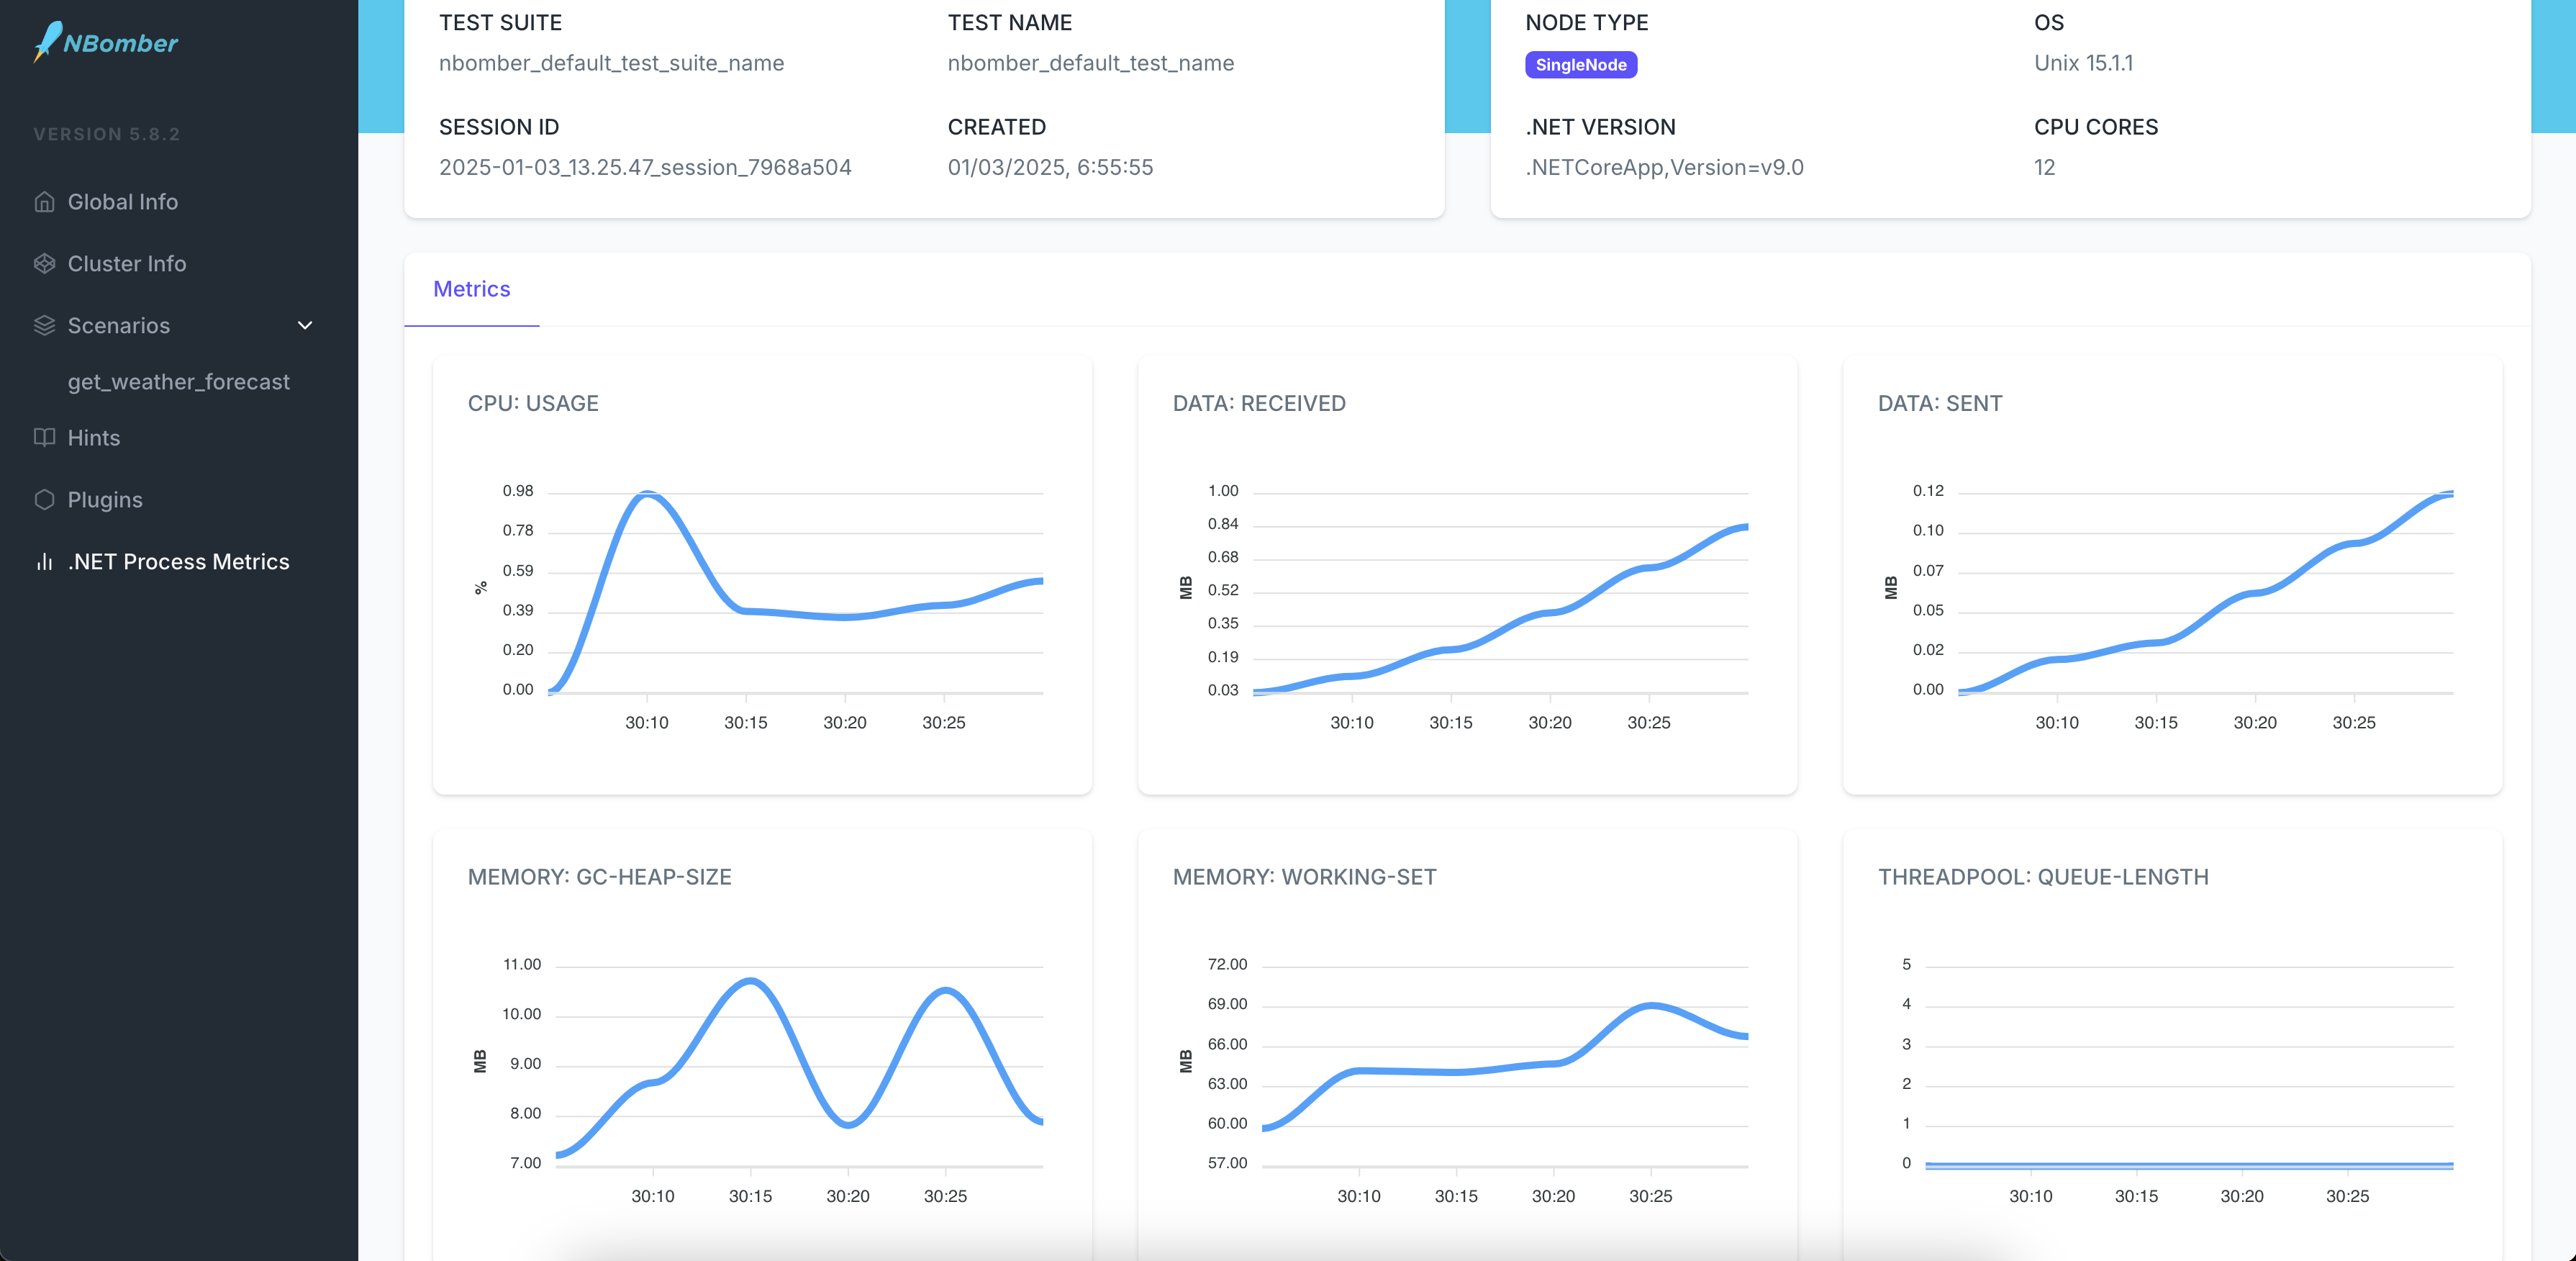 NBomber
VERSION 5.8.2
Global Info
Cluster Info
Scenarios
get_weather_forecast
Hints
Plugins
.NET Process Metrics
TEST SUITE
nbomber_default_test_suite_name
TEST NAME
nbomber_default_test_name
SESSION ID
2025-01-03_13.25.47_session_7968a504
CREATED
01/03/2025, 6:55:55
NODE TYPE
SingleNode
OS
Unix 15.1.1
.NET VERSION
.NETCoreApp,Version=v9.0
CPU CORES
12
Metrics
CPU: USAGE
%
0.98
0.78
0.59
0.39
0.20
0.00
30:10 30:15 30:20 30:25
DATA: RECEIVED
MB
1.00
0.84
0.68
0.52
0.35
0.19
0.03
30:10 30:15 30:20 30:25
DATA: SENT
MB
0.12
0.10
0.07
0.05
0.02
0.00
30:10 30:15 30:20 30:25
MEMORY: GC-HEAP-SIZE
MB
11.00
10.00
9.00
8.00
7.00
30:10 30:15 30:20 30:25
MEMORY: WORKING-SET
MB
72.00
69.00
66.00
63.00
60.00
57.00
30:10 30:15 30:20 30:25
THREADPOOL: QUEUE-LENGTH
5
4
3
2
1
0
30:10 30:15 30:20 30:25